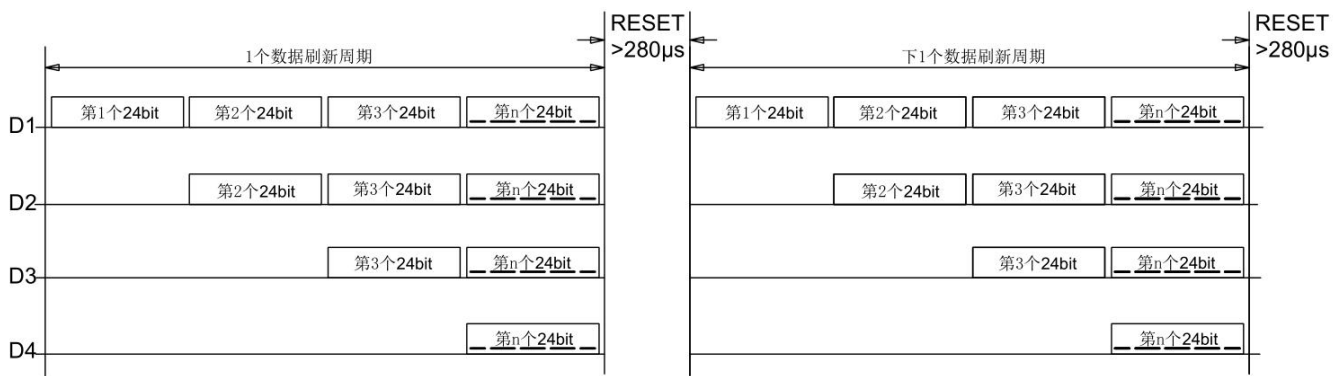 RESET
>280μs
RESET
>280μs
1个数据刷新周期
下1个数据刷新周期
D1 第1个24bit 第2个24bit 第3个24bit 第n个24bit 第1个24bit 第2个24bit 第3个24bit 第n个24bit
D2 第2个24bit 第3个24bit 第n个24bit 第2个24bit 第3个24bit 第n个24bit
D3 第3个24bit 第n个24bit 第3个24bit 第n个24bit
D4 第n个24bit 第n个24bit